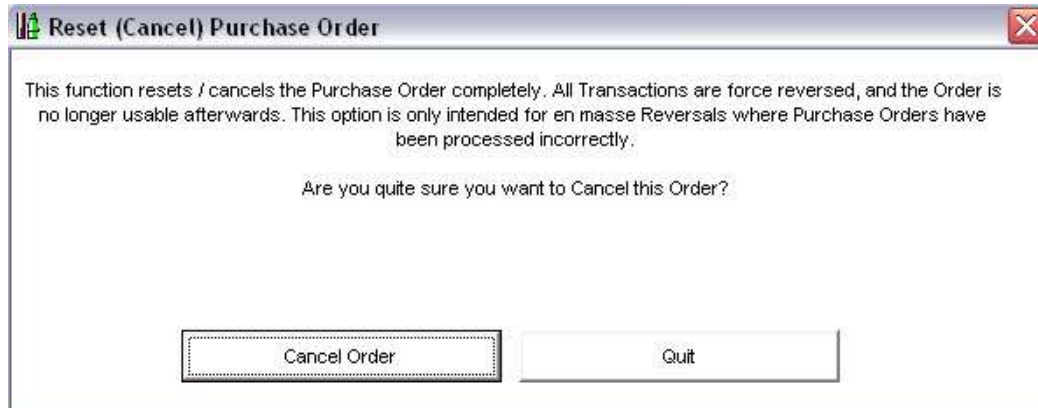 Reset (Cancel) Purchase Order
This function resets / cancels the Purchase Order completely. All Transactions are force reversed, and the Order is
no longer usable afterwards. This option is only intended for en masse Reversals where Purchase Orders have
been processed incorrectly.
Are you quite sure you want to Cancel this Order?
Cancel Order
Quit